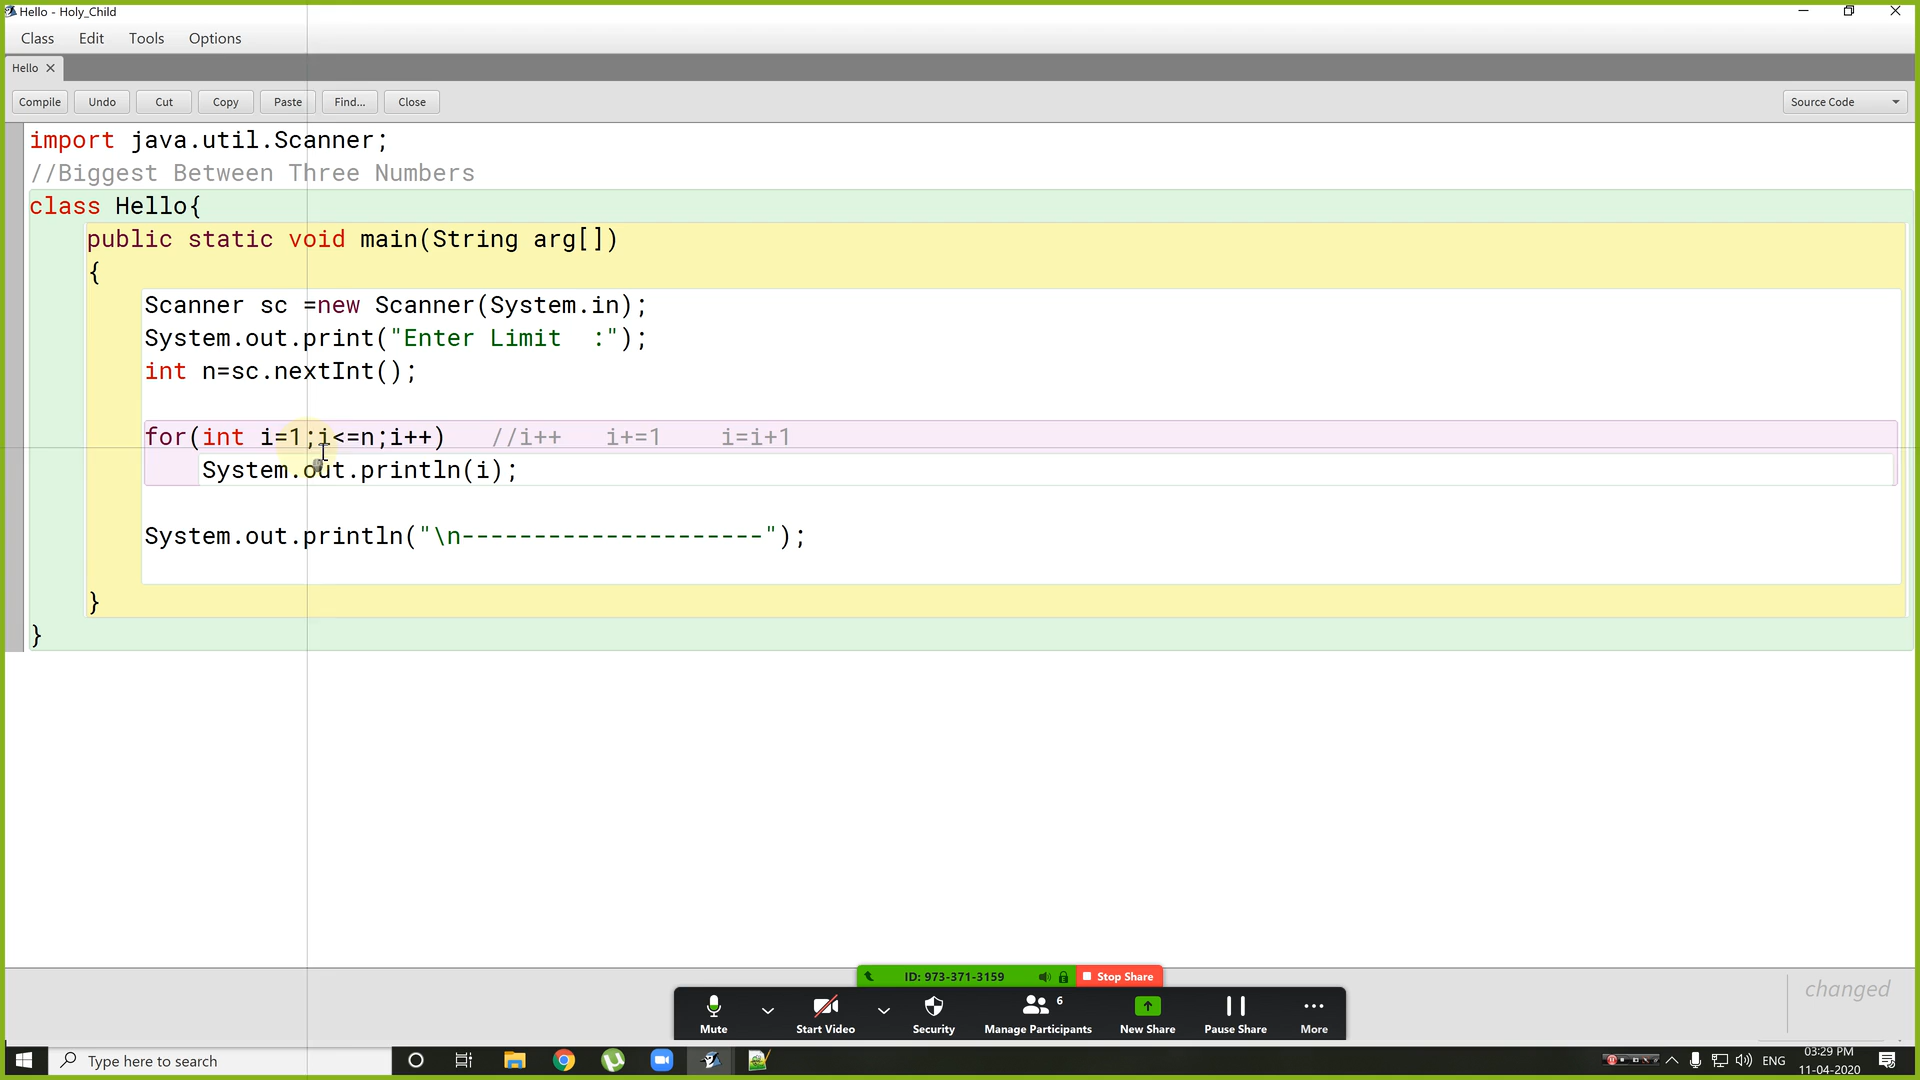 Hello - Holy_Child
Class Edit Tools Options
Hello
Compile Undo Cut Copy Paste Find... Close Source Code
import java.util.Scanner;
//Biggest Between Three Numbers
class Hello{
public static void main(String arg[])
{
Scanner sc =new Scanner(System.in);
System.out.print("Enter Limit  :");
int n=sc.nextInt();
for(int i=1;i<=n;i++) //i++ i+=1 i=i+1
System.out.println(i);
System.out.println("\n---------------------");
}
}
ID: 973-371-3159 Stop Share
changed
6
Mute Start Video Security Manage Participants New Share Pause Share More
Type here to search
ENG
03:29 PM
11-04-2020